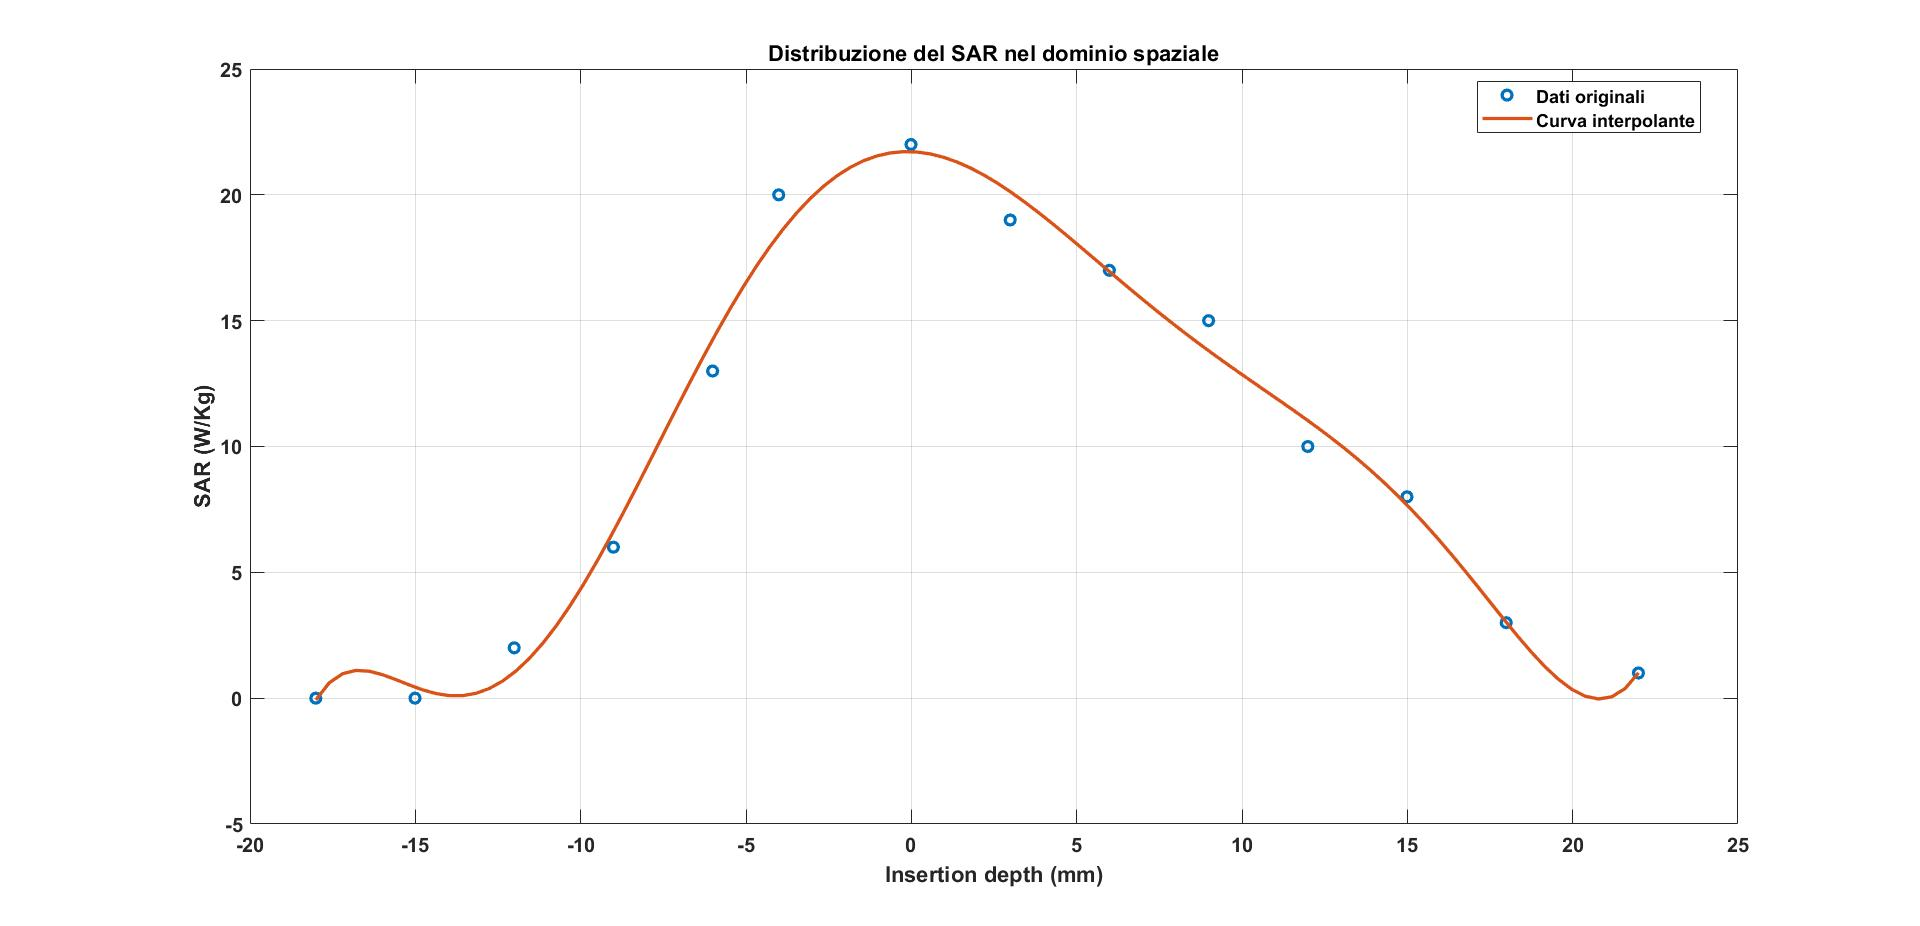 Distribuzione del SAR nel dominio spaziale
25
20
15
10
5
0
-5
SAR (W/Kg)
Dati originali
Curva interpolante
-20 -15 -10 -5 0 5 10 15 20 25
Insertion depth (mm)